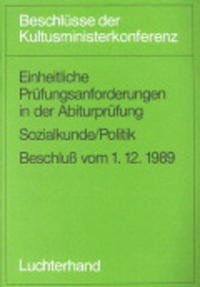 Beschlüsse der
Kultusministerkonferenz
Einheitliche
Prüfungsanforderungen
in der Abiturprüfung
Sozialkunde/Politik
Beschluß vom 1. 12. 1989
Luchterhand